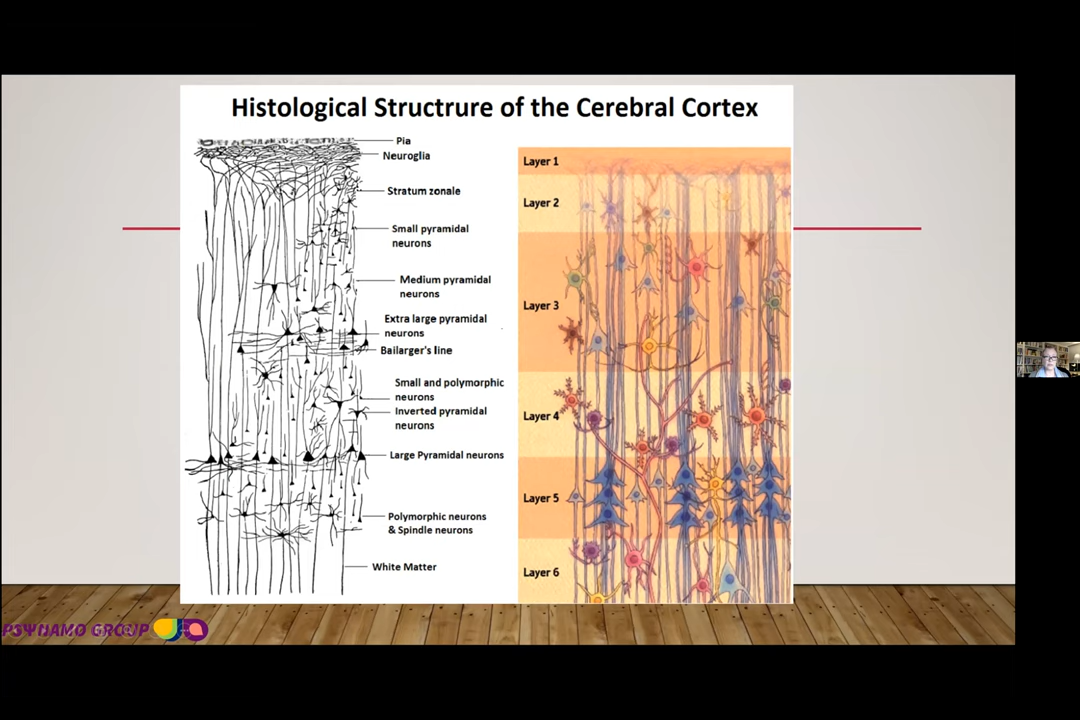 Histological Structrure of the Cerebral Cortex
Pia
Neuroglia
Stratum zonale
Small pyramidal
neurons
Medium pyramidal
neurons
Extra large pyramidal
neurons
Bailarger's line
Small and polymorphic
neurons
Inverted pyramidal
neurons
Large Pyramidal neurons
Polymorphic neurons
& Spindle neurons
White Matter
Layer 1
Layer 2
Layer 3
Layer 4
Layer 5
Layer 6
PSYNAMO GROUP